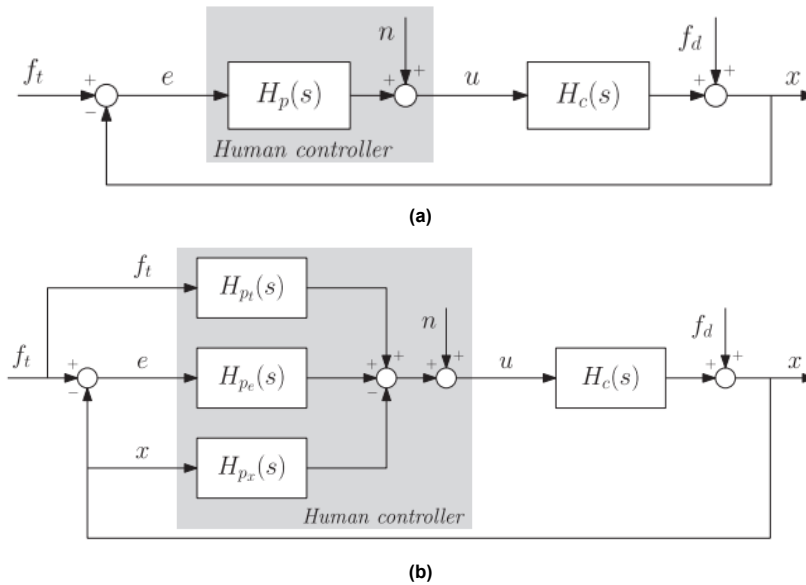 n f_d
f_t + e H_p(s) + + u H_c(s) + + x
−
Human controller
(a)
f_t H_{p_t}(s)
n f_d
f_t + e H_{p_e}(s) + + + + u H_c(s) + + x
− −
x H_{p_x}(s)
Human controller
(b)